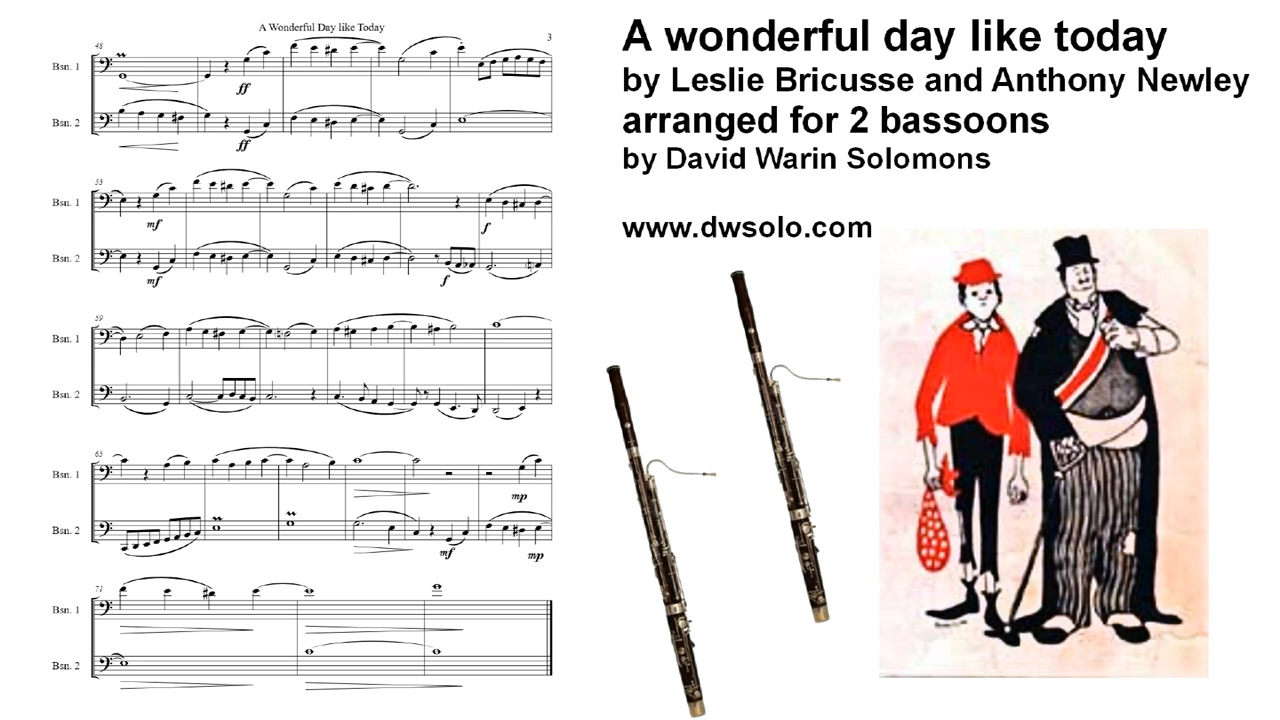 A Wonderful Day like Today
3
48
Bsn. 1
ff
Bsn. 2
ff
53
Bsn. 1
mf
f
Bsn. 2
mf
f
59
Bsn. 1
Bsn. 2
65
Bsn. 1
mp
Bsn. 2
mf
mp
71
Bsn. 1
Bsn. 2
A wonderful day like today
by Leslie Bricusse and Anthony Newley
arranged for 2 bassoons
by David Warin Solomons
www.dwsolo.com